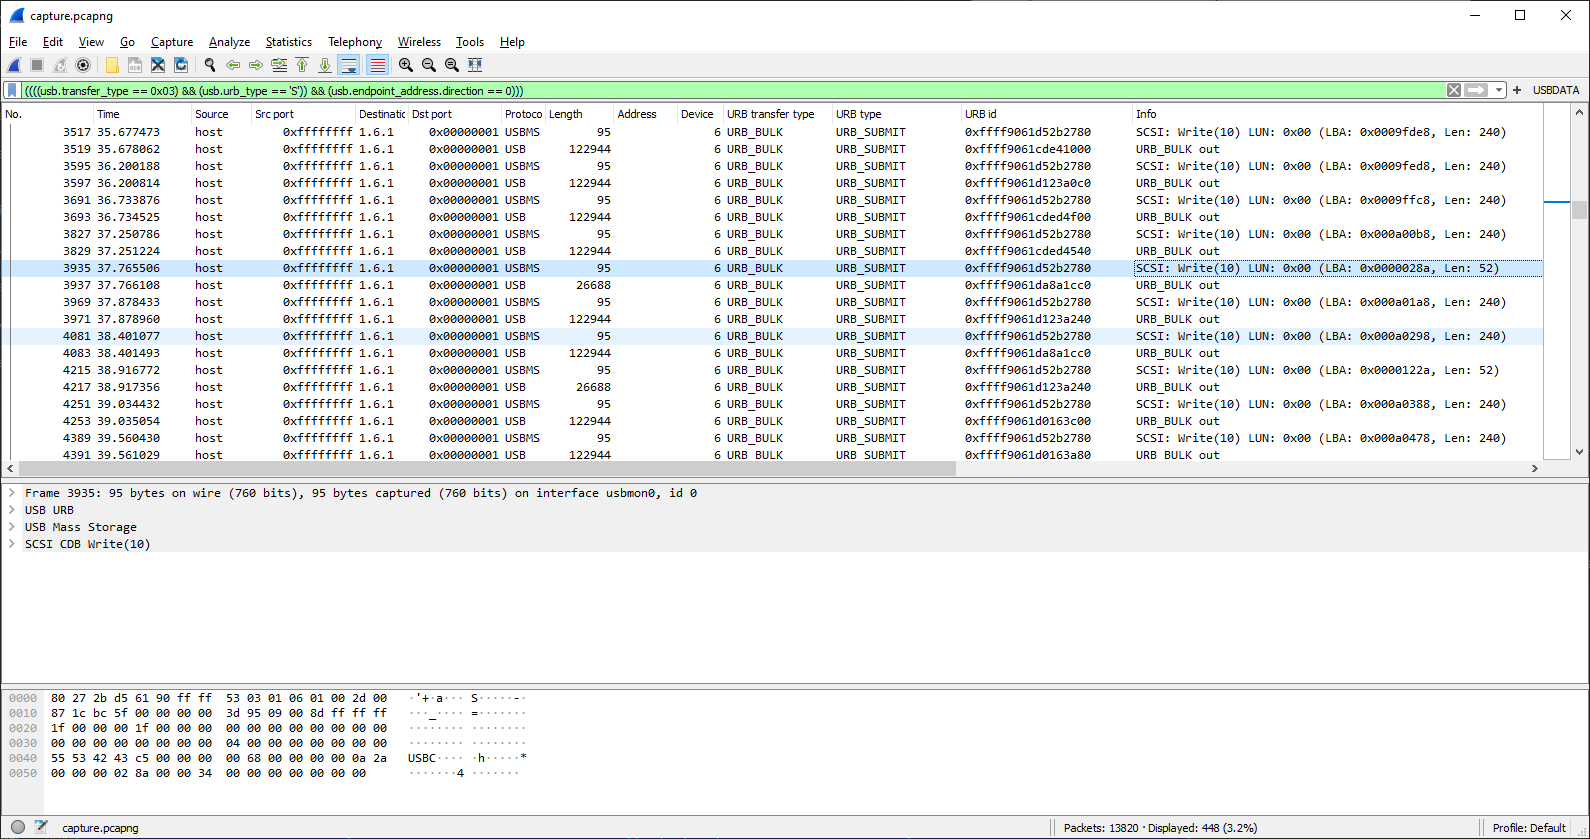 capture.pcapng
File Edit View Go Capture Analyze Statistics Telephony Wireless Tools Help
((((usb.transfer_type == 0x03) && (usb.urb_type == 'S')) && (usb.endpoint_address.direction == 0))) + USBDATA
No. Time Source Src port Destinatic Dst port Protoco Length Address Device URB transfer type URB type URB id Info
3517 35.677473 host 0xffffffff 1.6.1 0x00000001 USBMS 95 6 URB_BULK URB_SUBMIT 0xffff9061d52b2780 SCSI: Write(10) LUN: 0x00 (LBA: 0x0009fde8, Len: 240)
3519 35.678062 host 0xffffffff 1.6.1 0x00000001 USB 122944 6 URB_BULK URB_SUBMIT 0xffff9061cde41000 URB_BULK out
3595 36.200188 host 0xffffffff 1.6.1 0x00000001 USBMS 95 6 URB_BULK URB_SUBMIT 0xffff9061d52b2780 SCSI: Write(10) LUN: 0x00 (LBA: 0x0009fed8, Len: 240)
3597 36.200814 host 0xffffffff 1.6.1 0x00000001 USB 122944 6 URB_BULK URB_SUBMIT 0xffff9061d123a0c0 URB_BULK out
3691 36.733876 host 0xffffffff 1.6.1 0x00000001 USBMS 95 6 URB_BULK URB_SUBMIT 0xffff9061d52b2780 SCSI: Write(10) LUN: 0x00 (LBA: 0x0009ffc8, Len: 240)
3693 36.734525 host 0xffffffff 1.6.1 0x00000001 USB 122944 6 URB_BULK URB_SUBMIT 0xffff9061cded4f00 URB_BULK out
3827 37.250786 host 0xffffffff 1.6.1 0x00000001 USBMS 95 6 URB_BULK URB_SUBMIT 0xffff9061d52b2780 SCSI: Write(10) LUN: 0x00 (LBA: 0x000a00b8, Len: 240)
3829 37.251224 host 0xffffffff 1.6.1 0x00000001 USB 122944 6 URB_BULK URB_SUBMIT 0xffff9061cded4540 URB_BULK out
3935 37.765506 host 0xffffffff 1.6.1 0x00000001 USBMS 95 6 URB_BULK URB_SUBMIT 0xffff9061d52b2780 SCSI: Write(10) LUN: 0x00 (LBA: 0x0000028a, Len: 52)
3937 37.766108 host 0xffffffff 1.6.1 0x00000001 USB 26688 6 URB_BULK URB_SUBMIT 0xffff9061da8a1cc0 URB_BULK out
3969 37.878433 host 0xffffffff 1.6.1 0x00000001 USBMS 95 6 URB_BULK URB_SUBMIT 0xffff9061d52b2780 SCSI: Write(10) LUN: 0x00 (LBA: 0x000a01a8, Len: 240)
3971 37.878960 host 0xffffffff 1.6.1 0x00000001 USB 122944 6 URB_BULK URB_SUBMIT 0xffff9061d123a240 URB_BULK out
4081 38.401077 host 0xffffffff 1.6.1 0x00000001 USBMS 95 6 URB_BULK URB_SUBMIT 0xffff9061d52b2780 SCSI: Write(10) LUN: 0x00 (LBA: 0x000a0298, Len: 240)
4083 38.401493 host 0xffffffff 1.6.1 0x00000001 USB 122944 6 URB_BULK URB_SUBMIT 0xffff9061da8a1cc0 URB_BULK out
4215 38.916772 host 0xffffffff 1.6.1 0x00000001 USBMS 95 6 URB_BULK URB_SUBMIT 0xffff9061d52b2780 SCSI: Write(10) LUN: 0x00 (LBA: 0x0000122a, Len: 52)
4217 38.917356 host 0xffffffff 1.6.1 0x00000001 USB 26688 6 URB_BULK URB_SUBMIT 0xffff9061d123a240 URB_BULK out
4251 39.034432 host 0xffffffff 1.6.1 0x00000001 USBMS 95 6 URB_BULK URB_SUBMIT 0xffff9061d52b2780 SCSI: Write(10) LUN: 0x00 (LBA: 0x000a0388, Len: 240)
4253 39.035054 host 0xffffffff 1.6.1 0x00000001 USB 122944 6 URB_BULK URB_SUBMIT 0xffff9061d0163c00 URB_BULK out
4389 39.560430 host 0xffffffff 1.6.1 0x00000001 USBMS 95 6 URB_BULK URB_SUBMIT 0xffff9061d52b2780 SCSI: Write(10) LUN: 0x00 (LBA: 0x000a0478, Len: 240)
4391 39.561029 host 0xffffffff 1.6.1 0x00000001 USB 122944 6 URB_BULK URB_SUBMIT 0xffff9061d0163a80 URB_BULK out
Frame 3935: 95 bytes on wire (760 bits), 95 bytes captured (760 bits) on interface usbmon0, id 0
USB URB
USB Mass Storage
SCSI CDB Write(10)
0000 80 27 2b d5 61 90 ff ff 53 03 01 06 01 00 2d 00 ·'+·a··· S·····-·
0010 87 1c bc 5f 00 00 00 00 3d 95 09 00 8d ff ff ff ···_···· =·······
0020 1f 00 00 00 1f 00 00 00 00 00 00 00 00 00 00 00 ········ ········
0030 00 00 00 00 00 00 00 00 04 00 00 00 00 00 00 00 ········ ········
0040 55 53 42 43 c5 00 00 00 00 68 00 00 00 00 0a 2a USBC···· ·h·····*
0050 00 00 00 02 8a 00 00 34 00 00 00 00 00 00 00 ·······4 ·······
capture.pcapng Packets: 13820 · Displayed: 448 (3.2%) Profile: Default